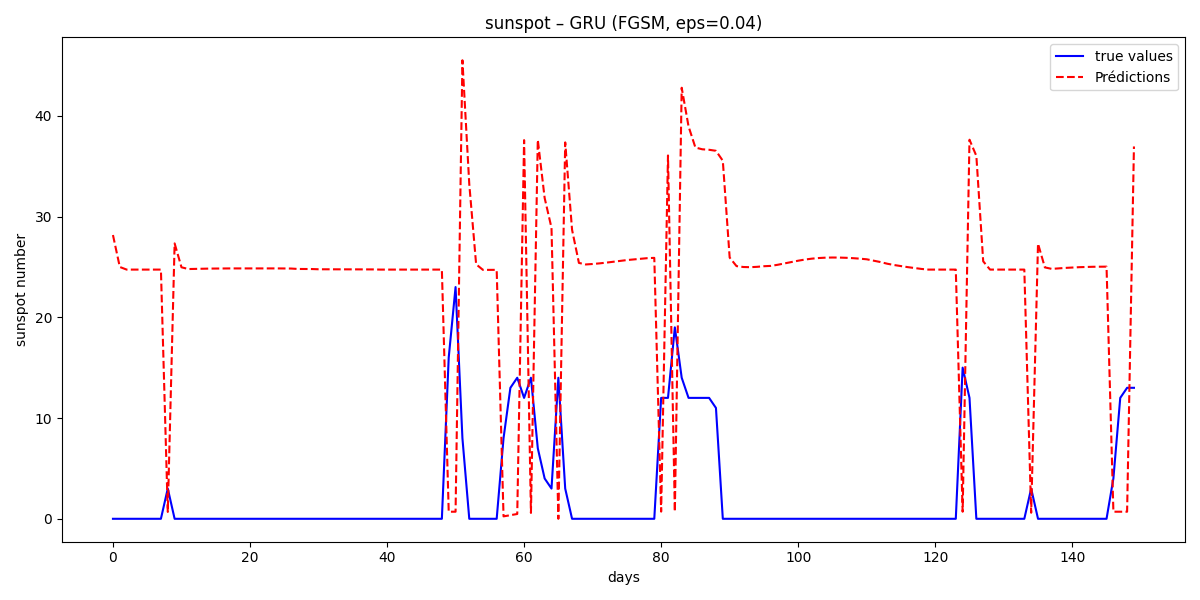 sunspot – GRU (FGSM, eps=0.04)
true values
Prédictions
sunspot number
40
30
20
10
0
0 20 40 60 80 100 120 140
days